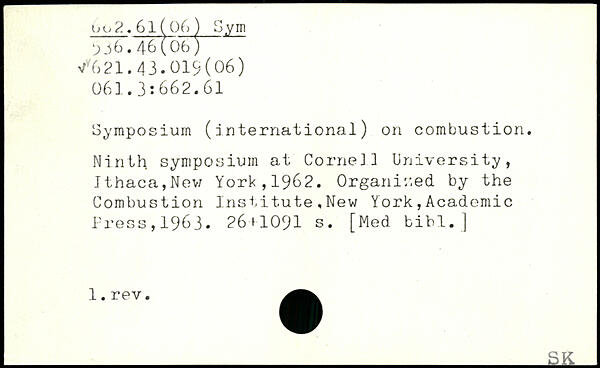 662.61(06) Sym
536.46(06)
√621.43.019(06)
061.3:662.61
Symposium (international) on combustion.
Ninth symposium at Cornell University,
Ithaca,New York,1962. Organized by the
Combustion Institute,New York,Academic
Press,1963. 26+1091 s. [Med bibl.]
1.rev.
SK